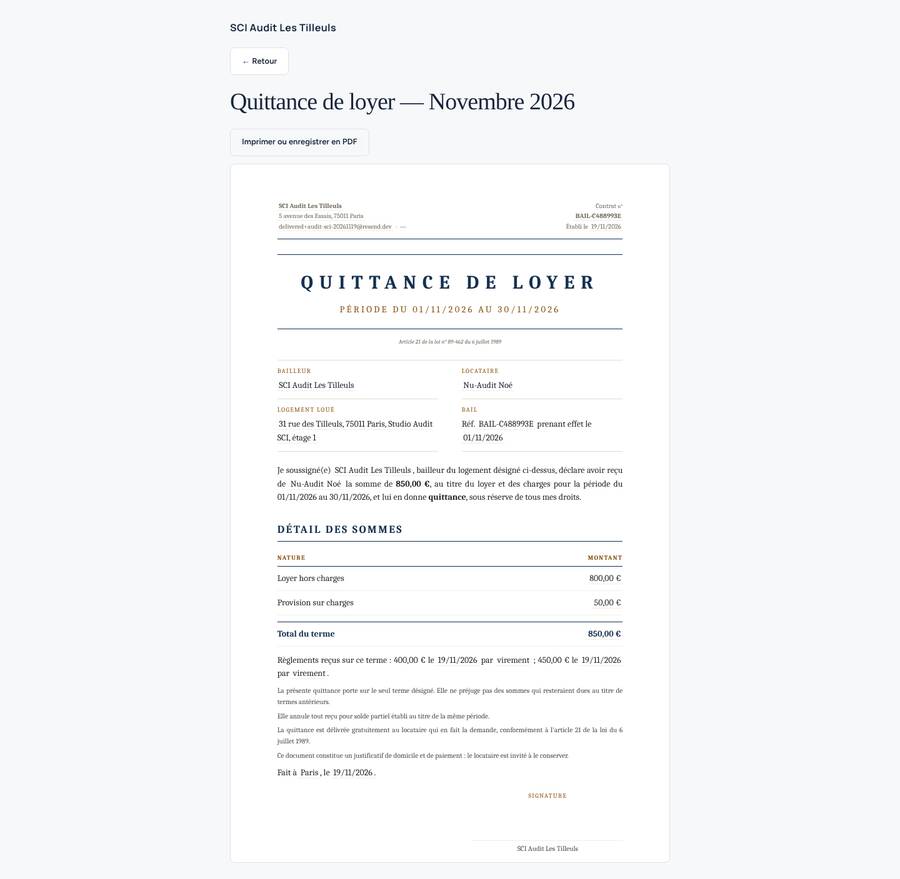 SCI Audit Les Tilleuls
← Retour
Quittance de loyer — Novembre 2026
Imprimer ou enregistrer en PDF
SCI Audit Les Tilleuls
5 avenue des Essais, 75011 Paris
delivered+audit-sci-20261119@resend.dev · —
Contrat n°
BAIL-C488993E
Établi le 19/11/2026
QUITTANCE DE LOYER
PÉRIODE DU 01/11/2026 AU 30/11/2026
Article 21 de la loi n° 89-462 du 6 juillet 1989
BAILLEUR
SCI Audit Les Tilleuls
LOCATAIRE
Nu-Audit Noé
LOGEMENT LOUÉ
31 rue des Tilleuls, 75011 Paris, Studio Audit
SCI, étage 1
BAIL
Réf. BAIL-C488993E prenant effet le
01/11/2026
Je soussigné(e) SCI Audit Les Tilleuls , bailleur du logement désigné ci-dessus, déclare avoir reçu
de Nu-Audit Noé la somme de 850,00 €, au titre du loyer et des charges pour la période du
01/11/2026 au 30/11/2026, et lui en donne quittance, sous réserve de tous mes droits.
DÉTAIL DES SOMMES
NATURE MONTANT
Loyer hors charges 800,00 €
Provision sur charges 50,00 €
Total du terme 850,00 €
Règlements reçus sur ce terme : 400,00 € le 19/11/2026 par virement ; 450,00 € le 19/11/2026
par virement .
La présente quittance porte sur le seul terme désigné. Elle ne préjuge pas des sommes qui resteraient dues au titre de
termes antérieurs.
Elle annule tout reçu pour solde partiel établi au titre de la même période.
La quittance est délivrée gratuitement au locataire qui en fait la demande, conformément à l'article 21 de la loi du 6
juillet 1989.
Ce document constitue un justificatif de domicile et de paiement : le locataire est invité à le conserver.
Fait à Paris , le 19/11/2026 .
SIGNATURE
SCI Audit Les Tilleuls